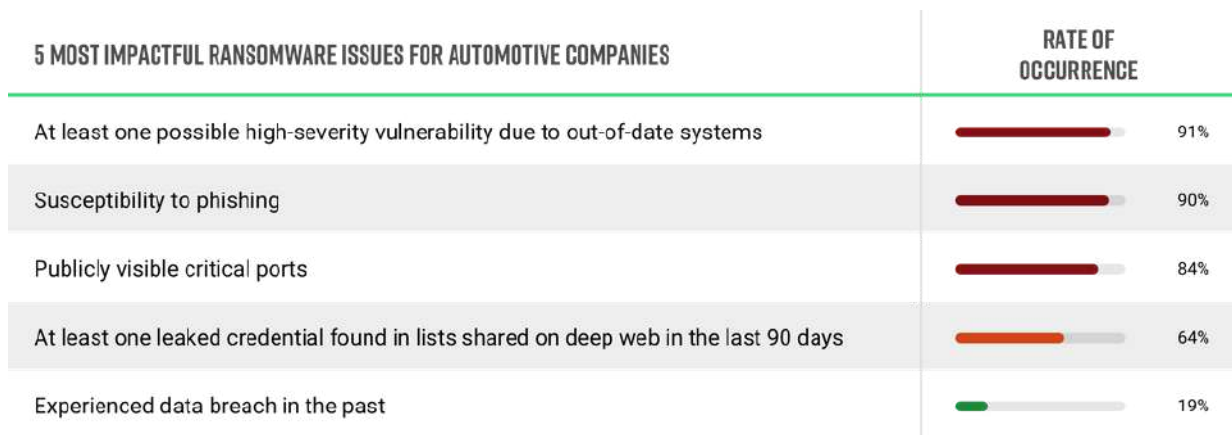 5 MOST IMPACTFUL RANSOMWARE ISSUES FOR AUTOMOTIVE COMPANIES
RATE OF
OCCURRENCE
At least one possible high-severity vulnerability due to out-of-date systems 91%
Susceptibility to phishing 90%
Publicly visible critical ports 84%
At least one leaked credential found in lists shared on deep web in the last 90 days 64%
Experienced data breach in the past 19%